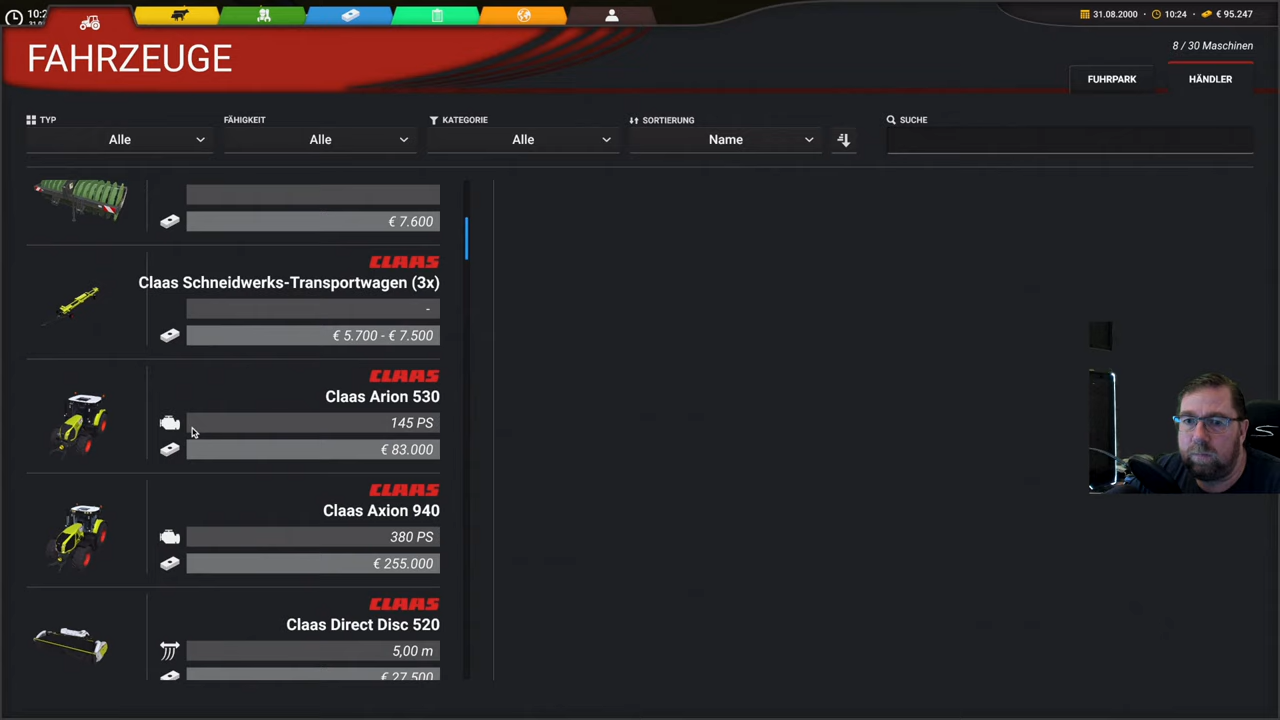 10:2
31.08.2000 • 10:24 • € 95.247
FAHRZEUGE
8 / 30 Maschinen
FUHRPARK
HÄNDLER
TYP
FÄHIGKEIT
KATEGORIE
SORTIERUNG
SUCHE
Alle
Alle
Alle
Name
€ 7.600
CLAAS
Claas Schneidwerks-Transportwagen (3x)
-
€ 5.700 - € 7.500
CLAAS
Claas Arion 530
145 PS
€ 83.000
CLAAS
Claas Axion 940
380 PS
€ 255.000
CLAAS
Claas Direct Disc 520
5,00 m
€ 27.500